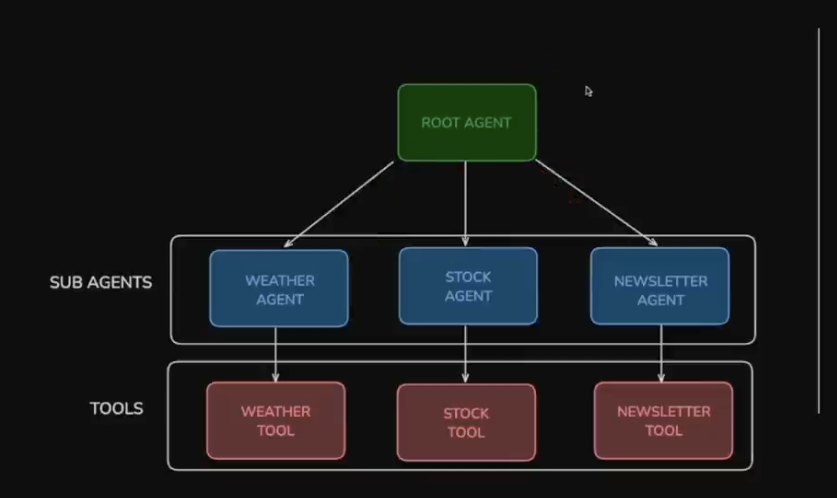 ROOT AGENT
SUB AGENTS
WEATHER
AGENT
STOCK
AGENT
NEWSLETTER
AGENT
TOOLS
WEATHER
TOOL
STOCK
TOOL
NEWSLETTER
TOOL